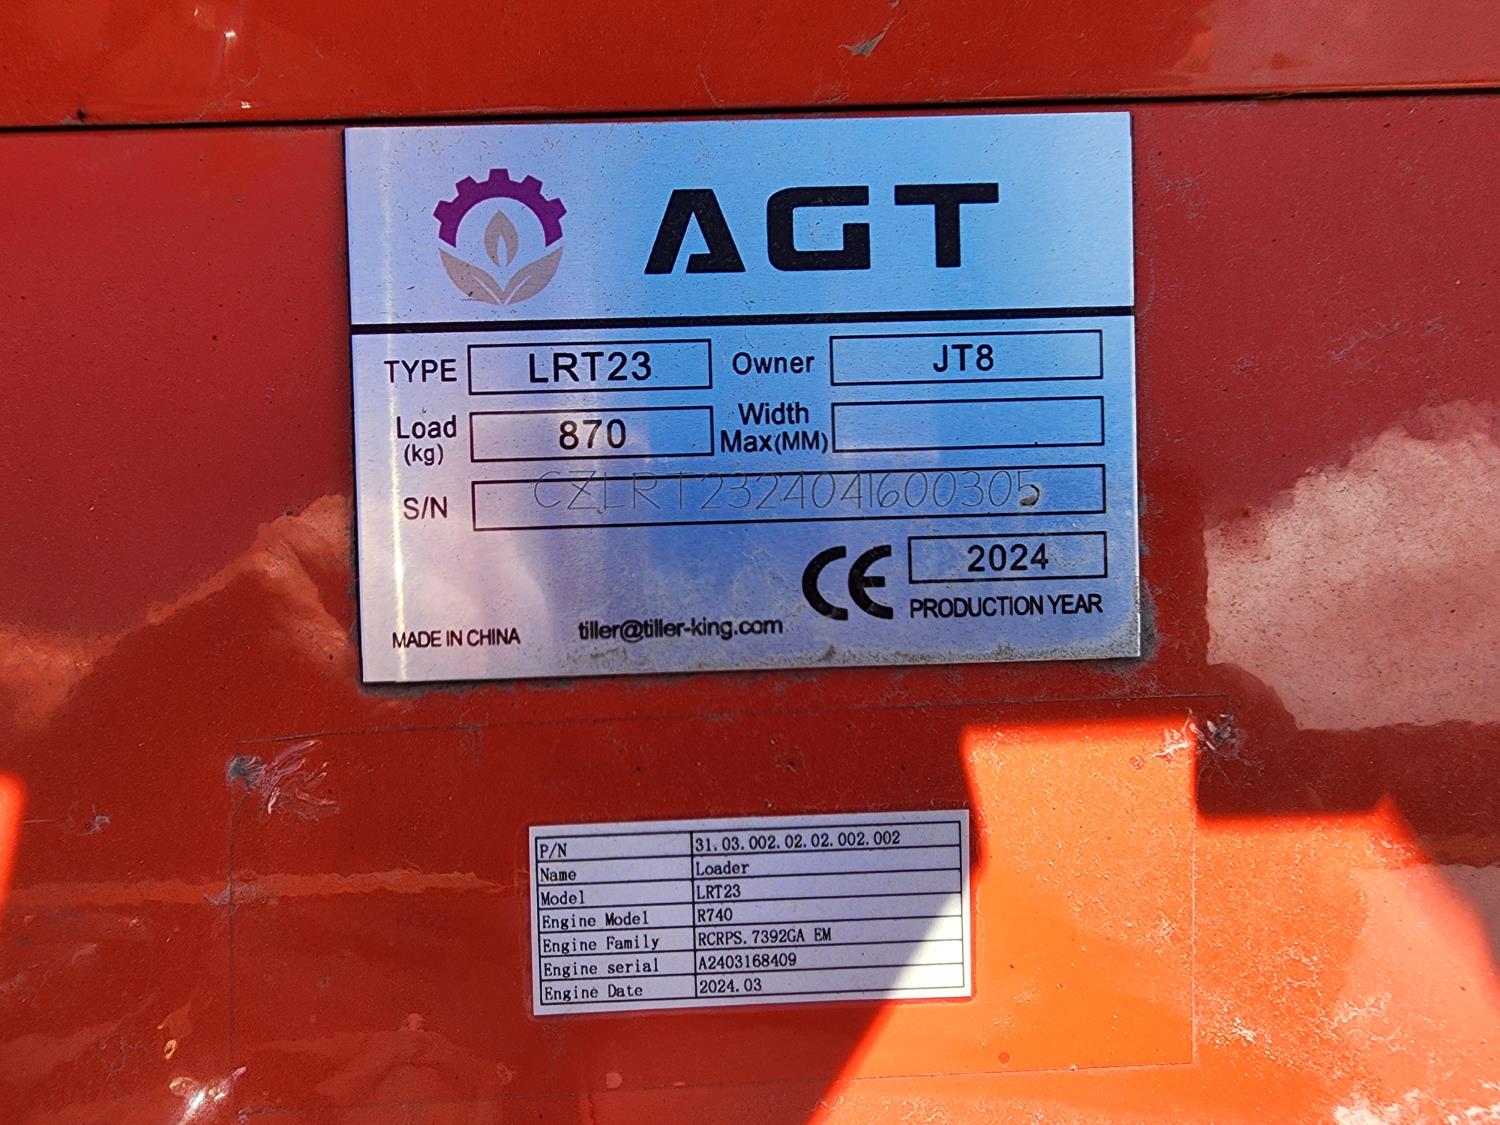 AGT
TYPE LRT23 Owner JT8
Load (kg) 870 Width Max(MM)
S/N CZLRT2324041600305
CE 2024
PRODUCTION YEAR
MADE IN CHINA tiller@tiller-king.com
P/N 31.03.002.02.02.002.002
Name Loader
Model LRT23
Engine Model R740
Engine Family RCRPS.7392GA EM
Engine serial A2403168409
Engine Date 2024.03